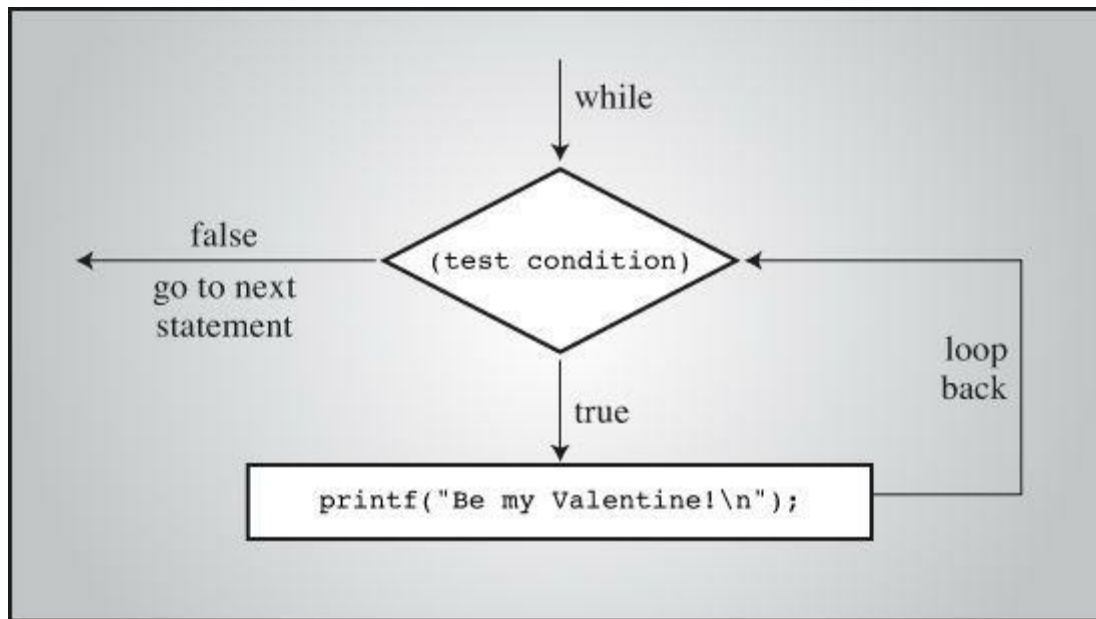 while
(test condition)
false
go to next
statement
true
loop
back
printf("Be my Valentine!\n");